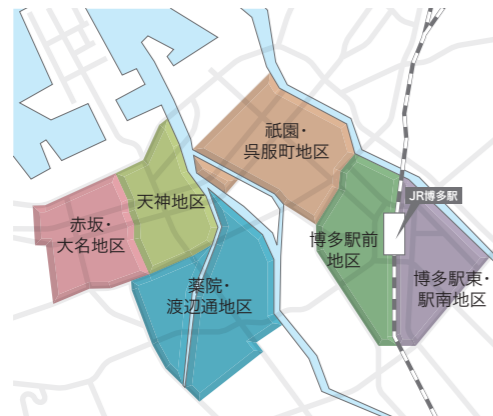 祇園・
呉服町地区
天神地区
JR博多駅
赤坂・
大名地区
博多駅前
地区
薬院・
渡辺通地区
博多駅東・
駅南地区